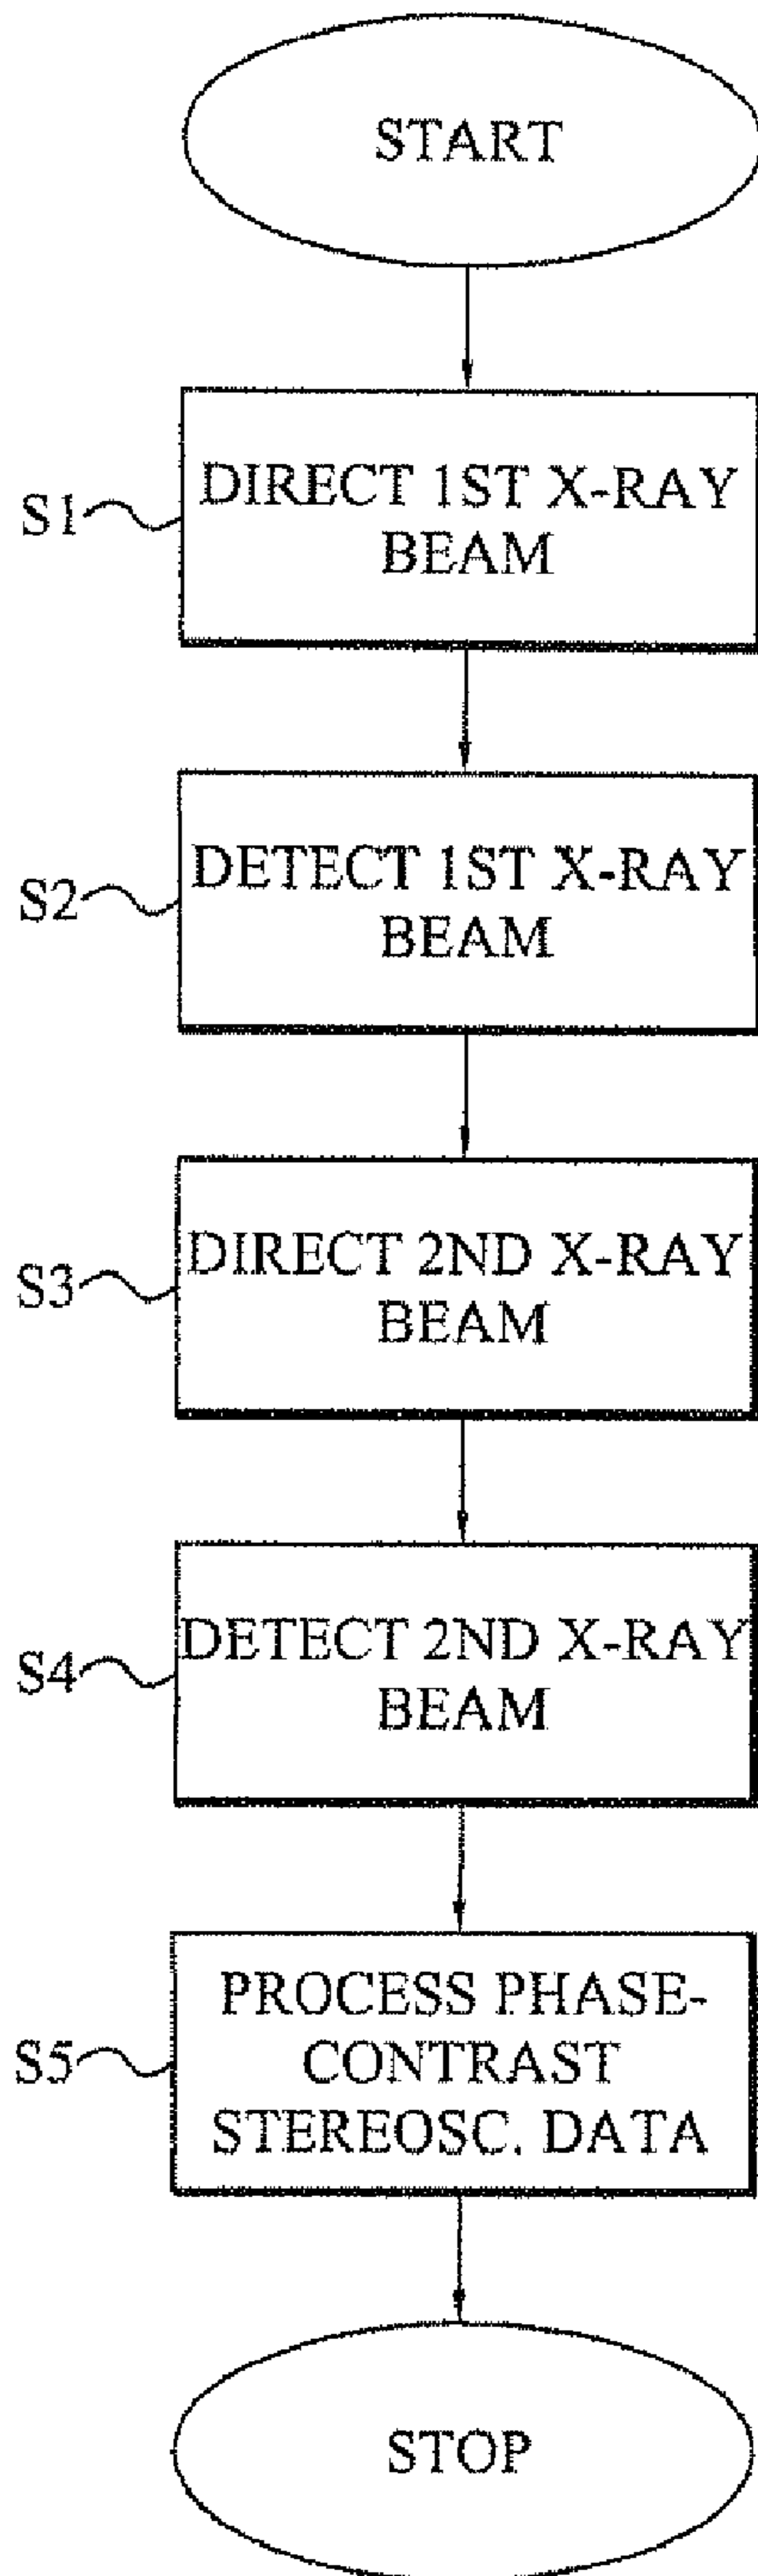 START
S1
DIRECT 1ST X-RAY
BEAM
S2
DETECT 1ST X-RAY
BEAM
S3
DIRECT 2ND X-RAY
BEAM
S4
DETECT 2ND X-RAY
BEAM
S5
PROCESS PHASE-
CONTRAST
STEREOSC. DATA
STOP